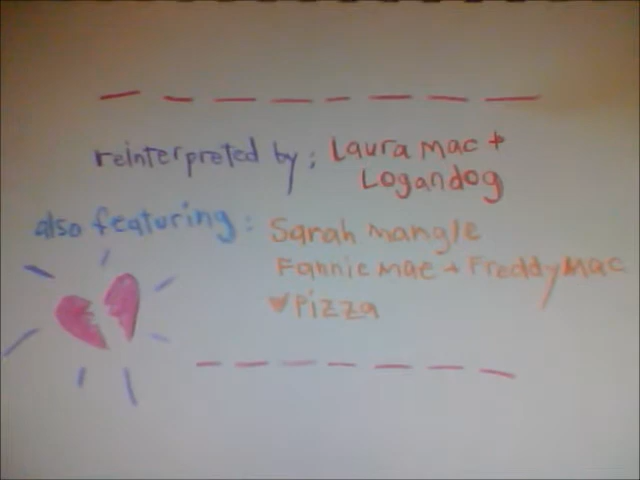 reinterpreted by: Laura mac +
Logandog
also featuring: Sarah mangle
Fannie mae + Freddy Mac
Pizza